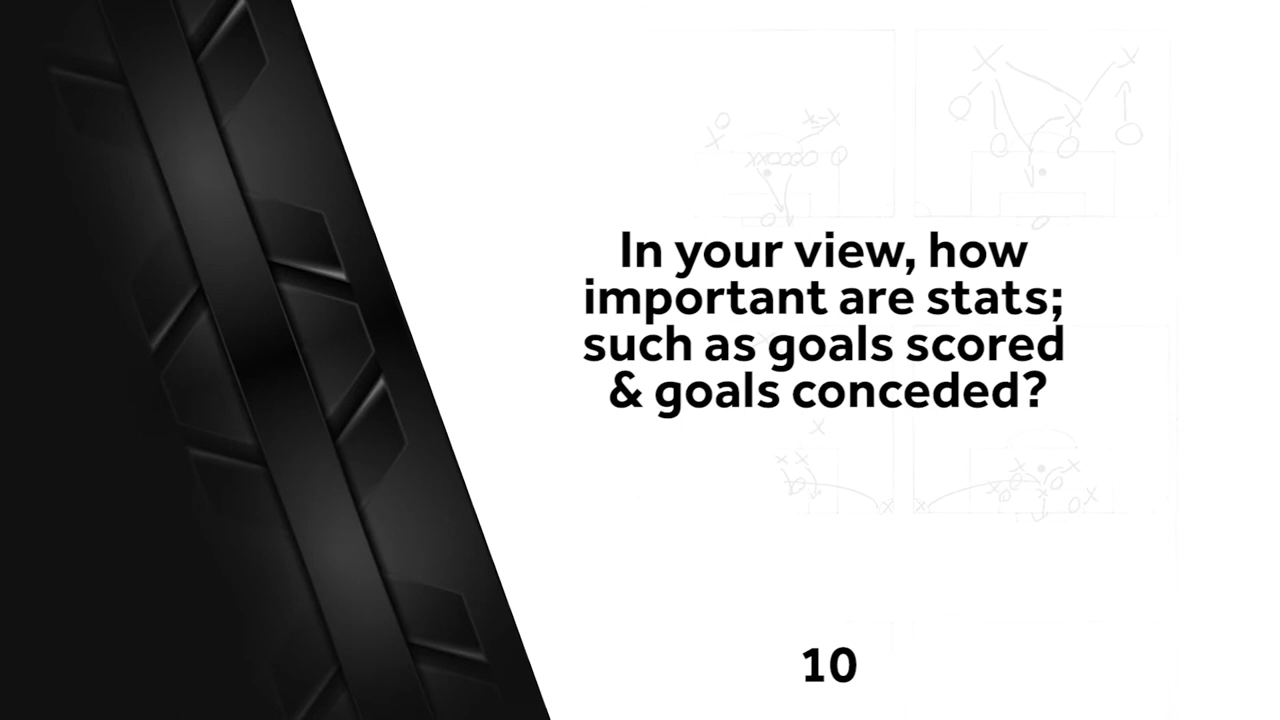 In your view, how
important are stats;
such as goals scored
& goals conceded?
10